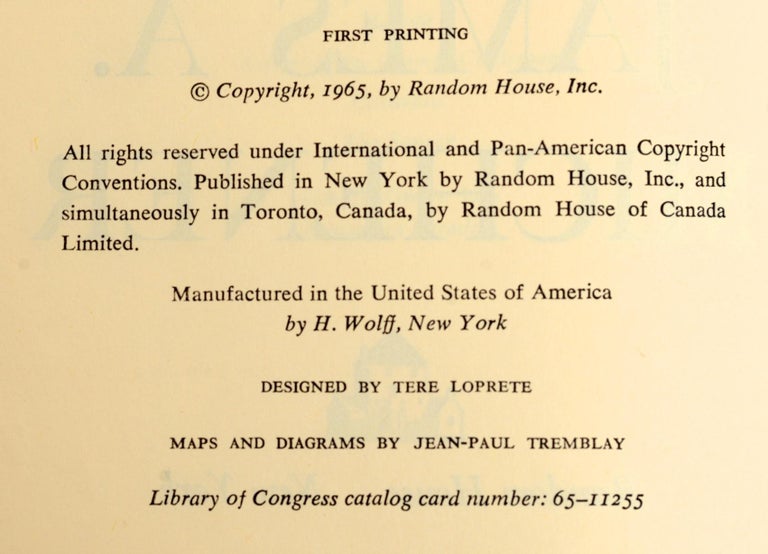 FIRST PRINTING
© Copyright, 1965, by Random House, Inc.
All rights reserved under International and Pan-American Copyright
Conventions. Published in New York by Random House, Inc., and
simultaneously in Toronto, Canada, by Random House of Canada
Limited.
Manufactured in the United States of America
by H. Wolff, New York
DESIGNED BY TERE LOPRETE
MAPS AND DIAGRAMS BY JEAN-PAUL TREMBLAY
Library of Congress catalog card number: 65–11255